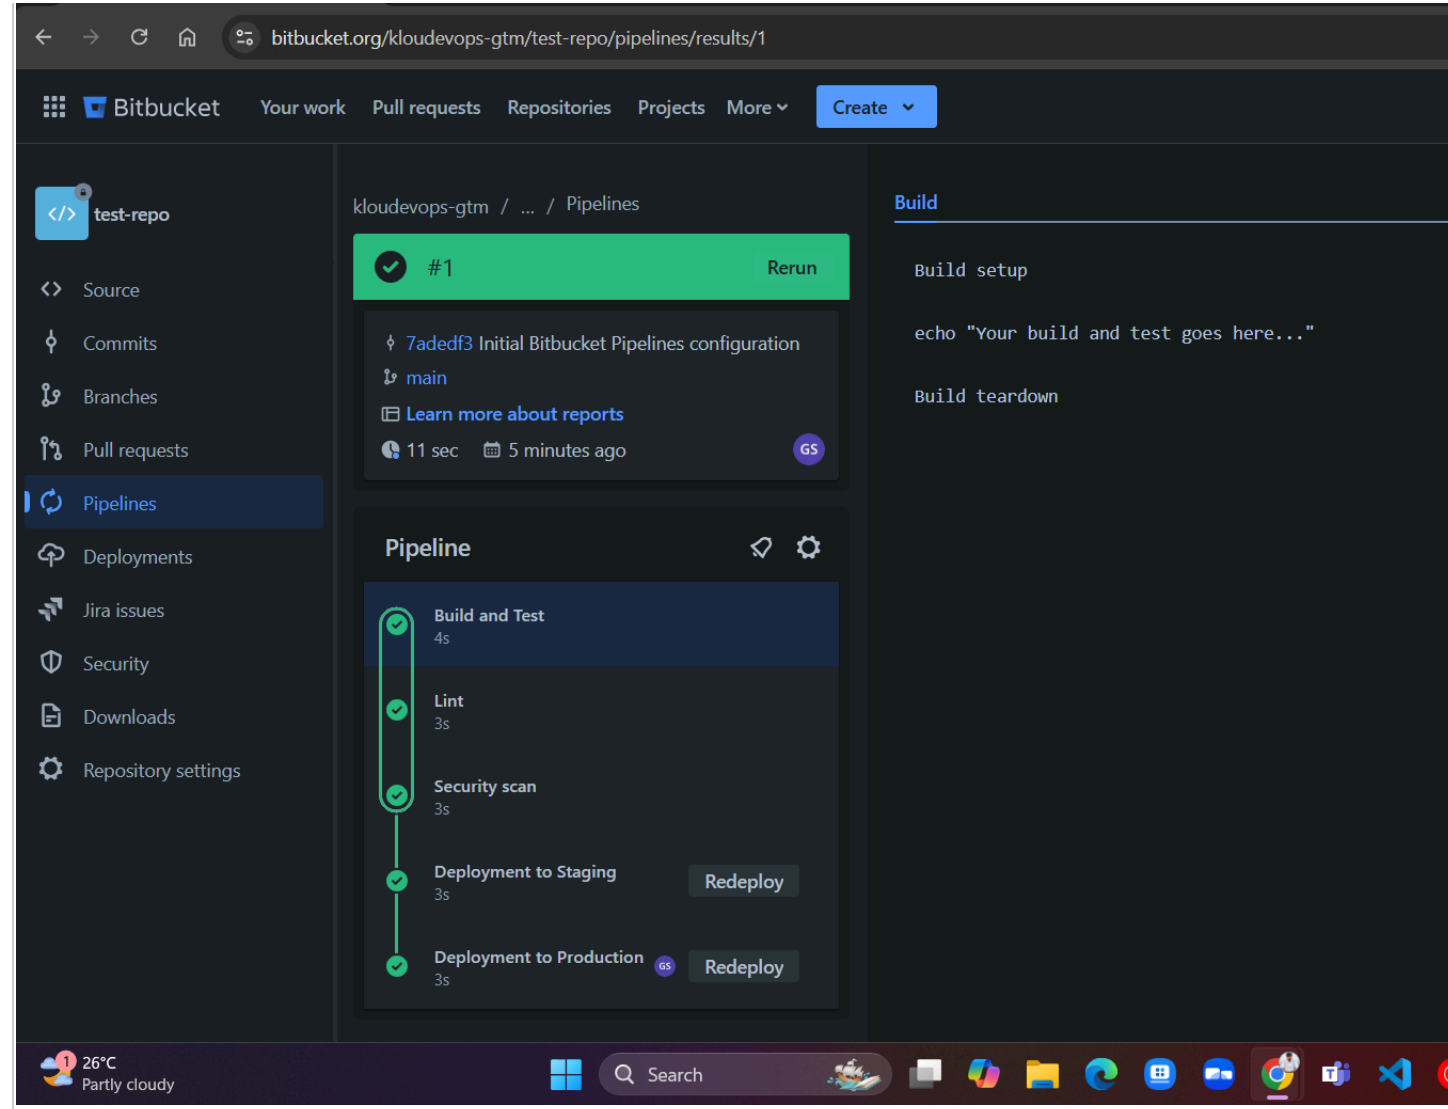 bitbucket.org/kloudevops-gtm/test-repo/pipelines/results/1
Bitbucket
Your work
Pull requests
Repositories
Projects
More
Create
</> test-repo
Source
Commits
Branches
Pull requests
Pipelines
Deployments
Jira issues
Security
Downloads
Repository settings
kloudevops-gtm / ... / Pipelines
#1
Rerun
7adedf3 Initial Bitbucket Pipelines configuration
main
Learn more about reports
11 sec
5 minutes ago
GS
Pipeline
Build and Test
4s
Lint
3s
Security scan
3s
Deployment to Staging
3s
Redeploy
Deployment to Production
GS
3s
Redeploy
Build
Build setup
echo "Your build and test goes here..."
Build teardown
1
26°C
Partly cloudy
Search